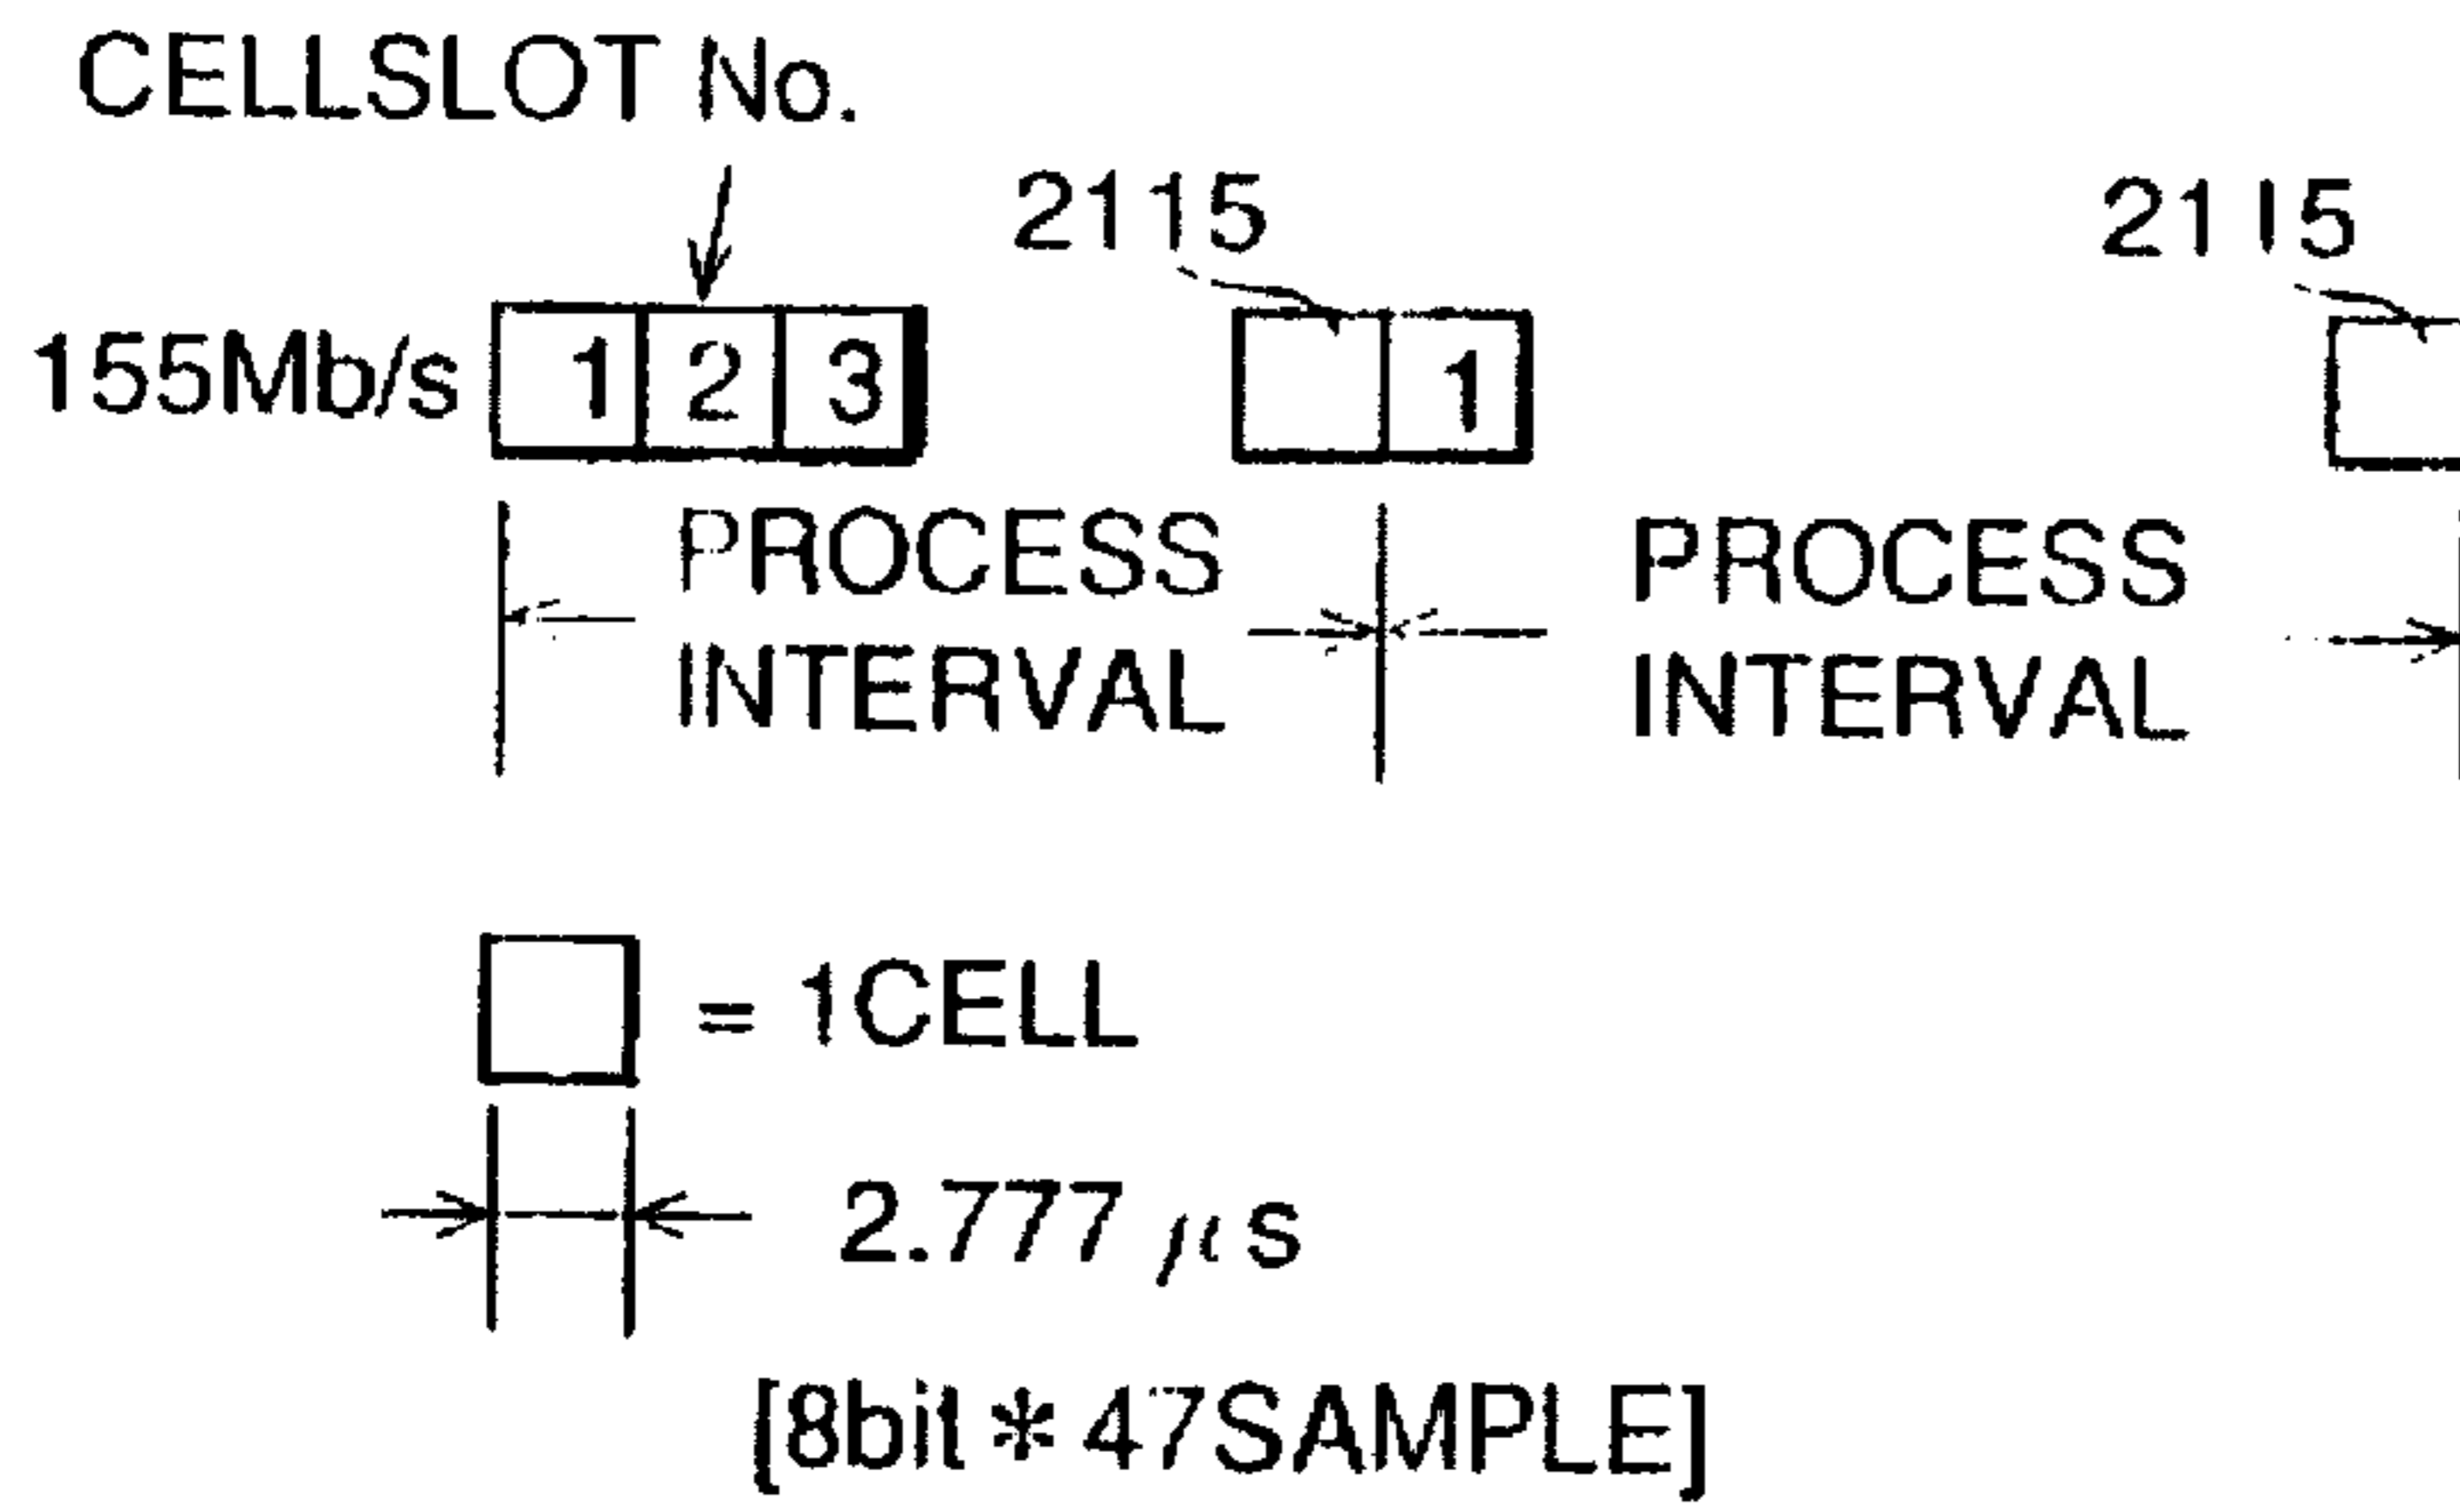 CELLSLOT No.
2115
2115
155Mb/s 1 2 3 1
PROCESS INTERVAL
PROCESS INTERVAL
= 1CELL
2.777 μs
[8bit * 47SAMPLE]